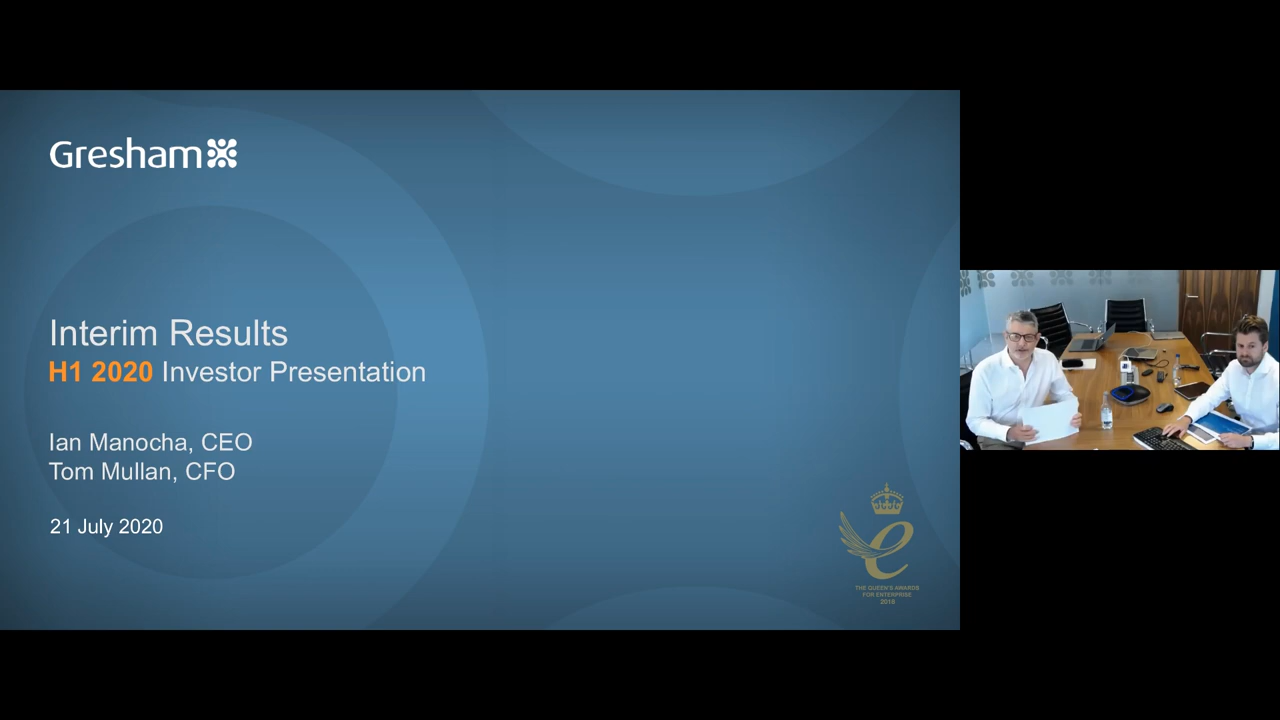 Gresham
Interim Results
H1 2020 Investor Presentation
Ian Manocha, CEO
Tom Mullan, CFO
21 July 2020
THE QUEEN'S AWARDS
FOR ENTERPRISE
2018